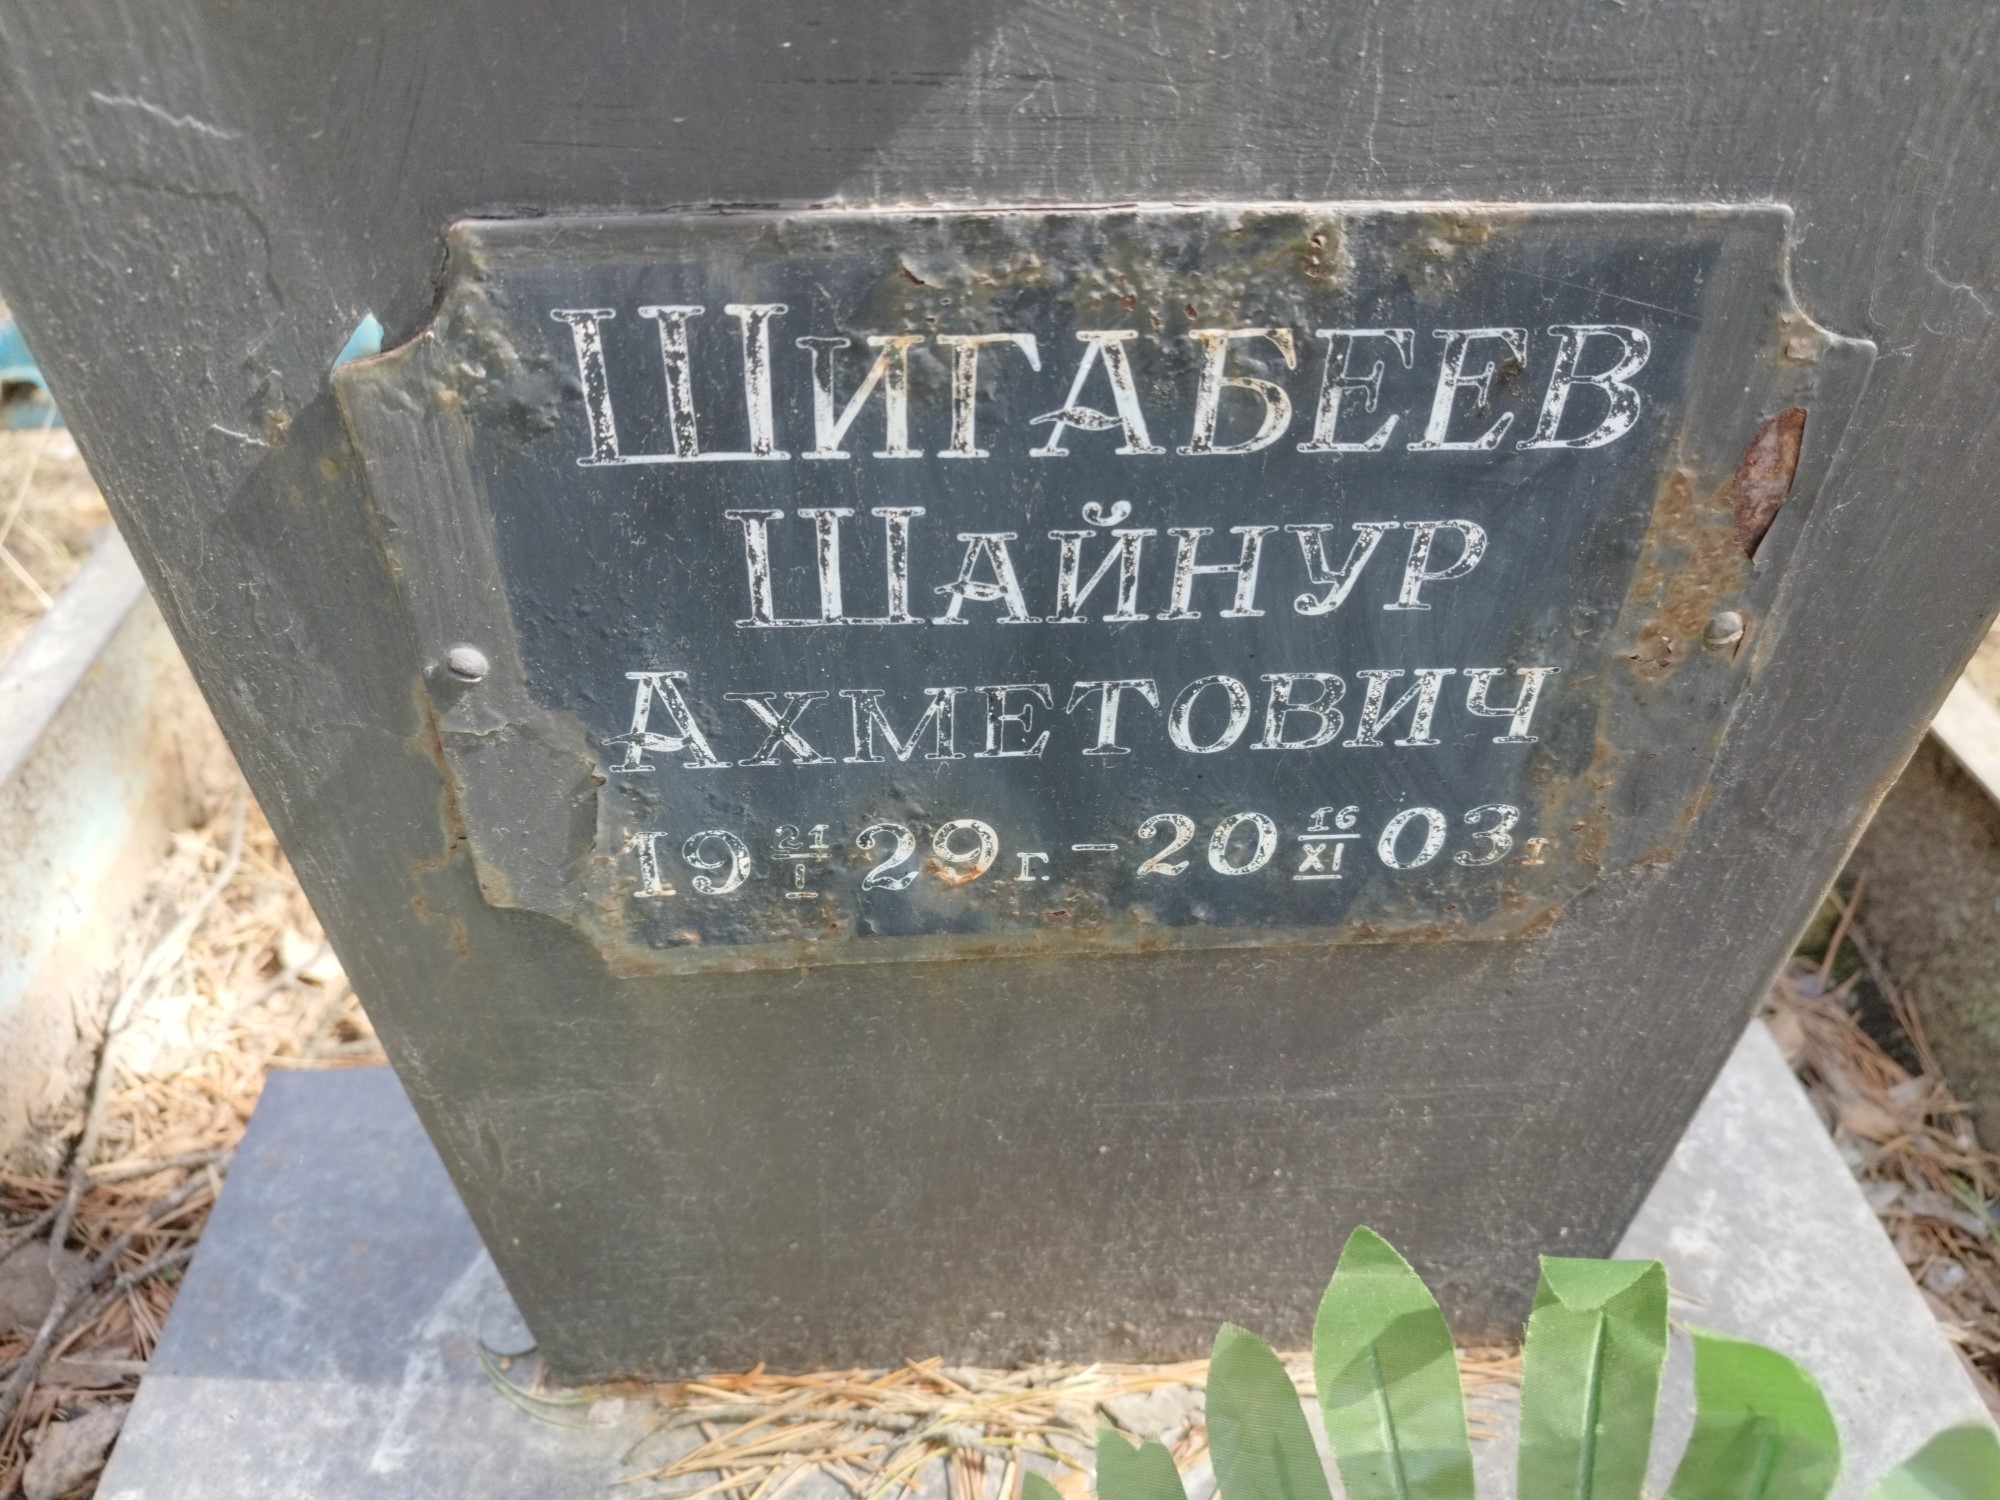 Шигабеев
Шайнур
Ахметович
19 21/I 29 г. - 20 16/XI 03 г